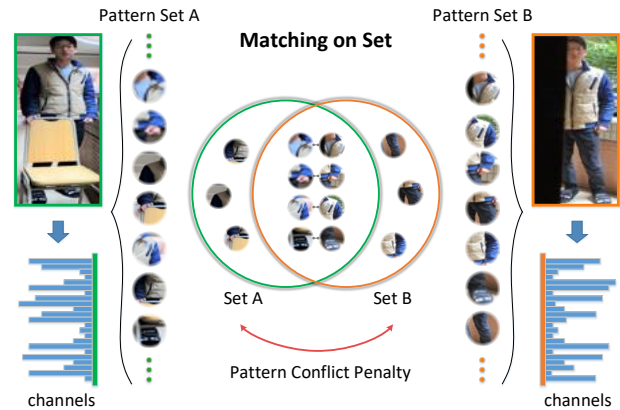 Pattern Set A
Pattern Set B
Matching on Set
Set A
Set B
Pattern Conflict Penalty
channels
channels